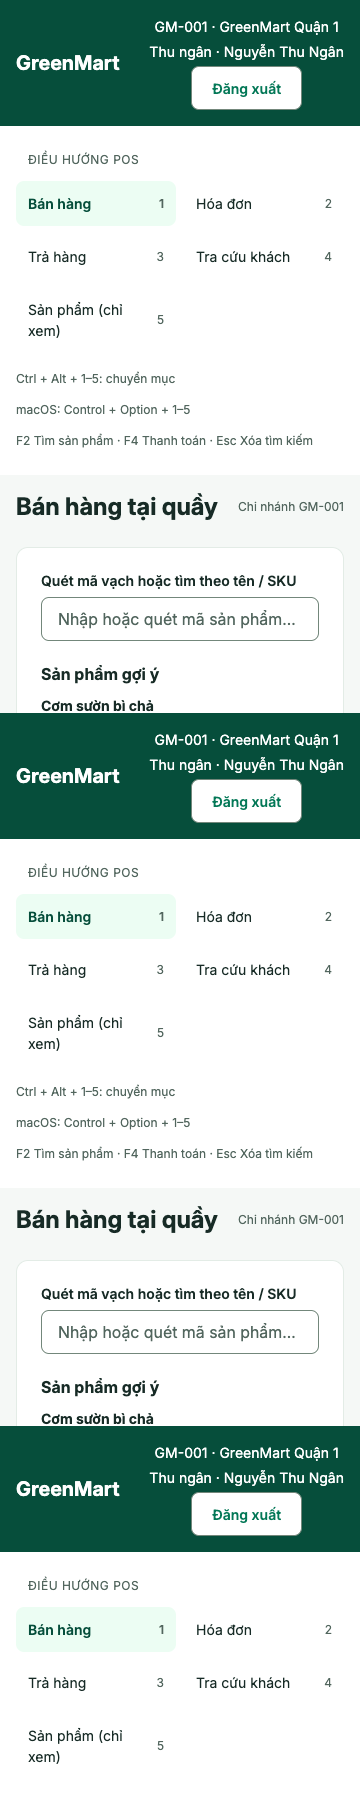 GM-001 · GreenMart Quận 1
GreenMart
Thu ngân · Nguyễn Thu Ngân
Đăng xuất
ĐIỀU HƯỚNG POS
Bán hàng 1
Hóa đơn 2
Trả hàng 3
Tra cứu khách 4
Sản phẩm (chỉ
xem) 5
Ctrl + Alt + 1–5: chuyển mục
macOS: Control + Option + 1–5
F2 Tìm sản phẩm · F4 Thanh toán · Esc Xóa tìm kiếm
Bán hàng tại quầy
Chi nhánh GM-001
Quét mã vạch hoặc tìm theo tên / SKU
Nhập hoặc quét mã sản phẩm...
Sản phẩm gợi ý
Cơm sườn bì chả
GM-001 · GreenMart Quận 1
GreenMart
Thu ngân · Nguyễn Thu Ngân
Đăng xuất
ĐIỀU HƯỚNG POS
Bán hàng 1
Hóa đơn 2
Trả hàng 3
Tra cứu khách 4
Sản phẩm (chỉ
xem) 5
Ctrl + Alt + 1–5: chuyển mục
macOS: Control + Option + 1–5
F2 Tìm sản phẩm · F4 Thanh toán · Esc Xóa tìm kiếm
Bán hàng tại quầy
Chi nhánh GM-001
Quét mã vạch hoặc tìm theo tên / SKU
Nhập hoặc quét mã sản phẩm...
Sản phẩm gợi ý
Cơm sườn bì chả
GM-001 · GreenMart Quận 1
GreenMart
Thu ngân · Nguyễn Thu Ngân
Đăng xuất
ĐIỀU HƯỚNG POS
Bán hàng 1
Hóa đơn 2
Trả hàng 3
Tra cứu khách 4
Sản phẩm (chỉ
xem) 5